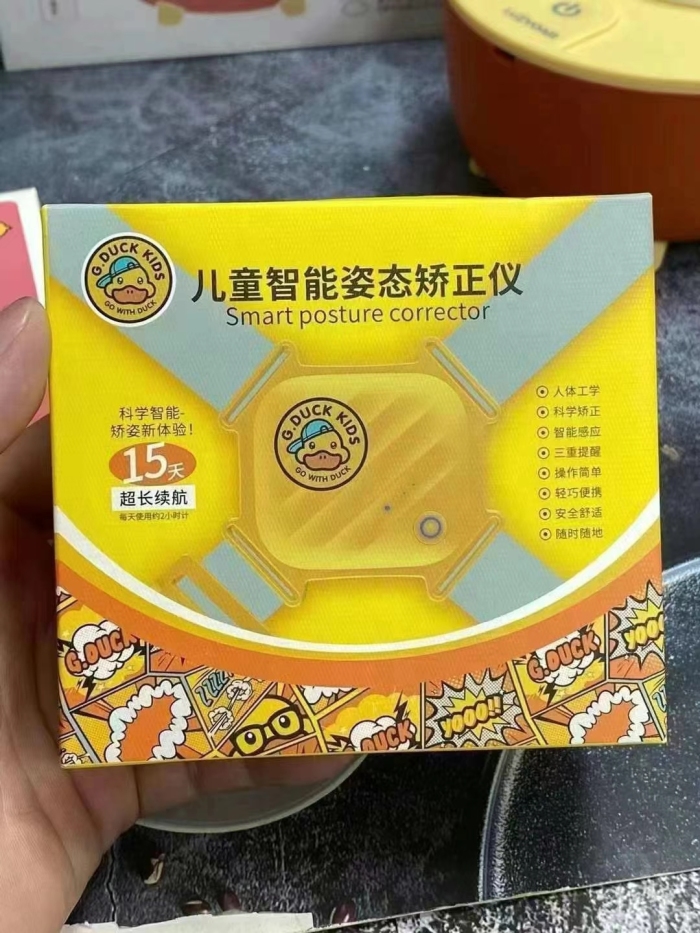 G.DUCK KIDS
GO WITH DUCK
儿童智能姿态矫正仪
Smart posture corrector
科学智能-
矫姿新体验！
15天
超长续航
每天使用约2小时计
G.DUCK KIDS
GO WITH DUCK
人体工学
科学矫正
智能感应
三重提醒
操作简单
轻巧便携
安全舒适
随时随地
G.DUCK
ZZZZ
DUCK
YOOO!!
G.DUCK
YOOO